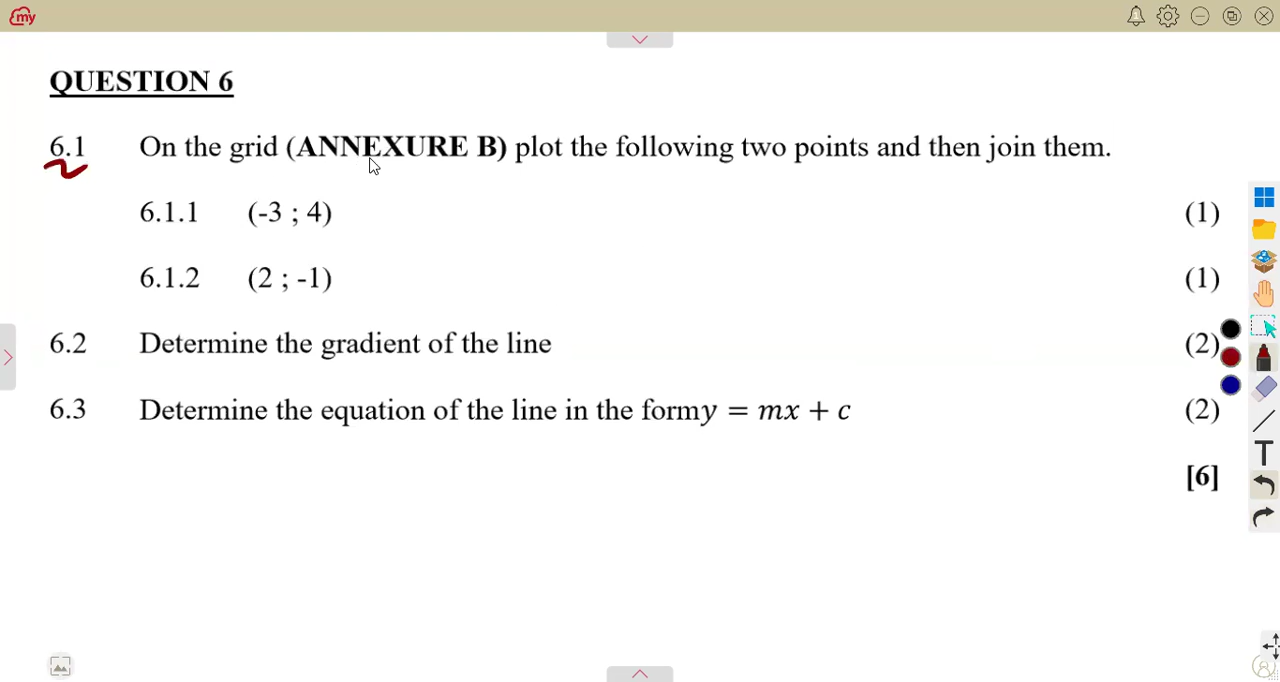 my
QUESTION 6
6.1 On the grid (ANNEXURE B) plot the following two points and then join them.
6.1.1 (-3 ; 4) (1)
6.1.2 (2 ; -1) (1)
6.2 Determine the gradient of the line (2)
6.3 Determine the equation of the line in the formy = mx + c (2)
[6]
T